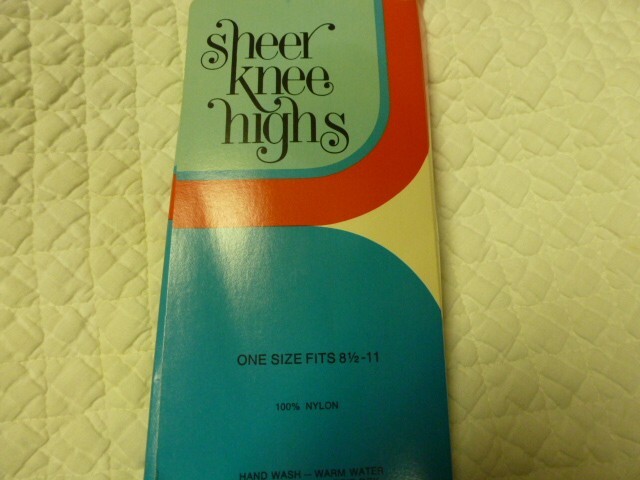 sheer
knee
highs
ONE SIZE FITS 8½-11
100% NYLON
HAND WASH — WARM WATER